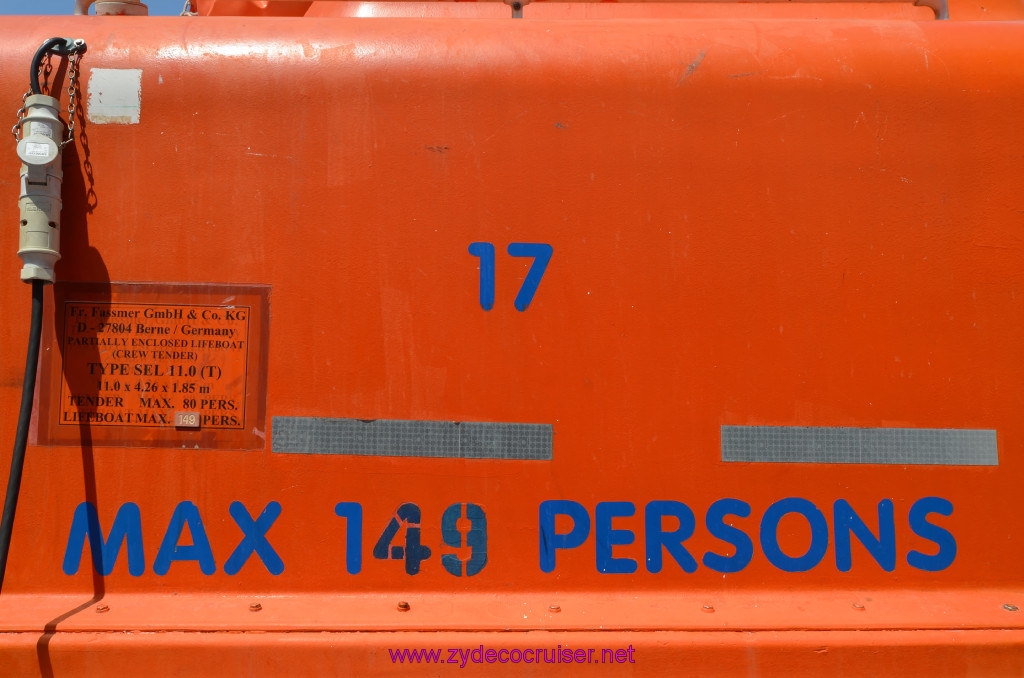 17
Fr. Fassmer GmbH & Co. KG
D - 27804 Berne / Germany
PARTIALLY ENCLOSED LIFEBOAT
(CREW TENDER)
TYPE SEL 11.0 (T)
11.0 x 4.26 x 1.85 m
TENDER MAX. 80 PERS.
LIFEBOAT MAX. 149 PERS.
MAX 149 PERSONS
www.zydecocruiser.net